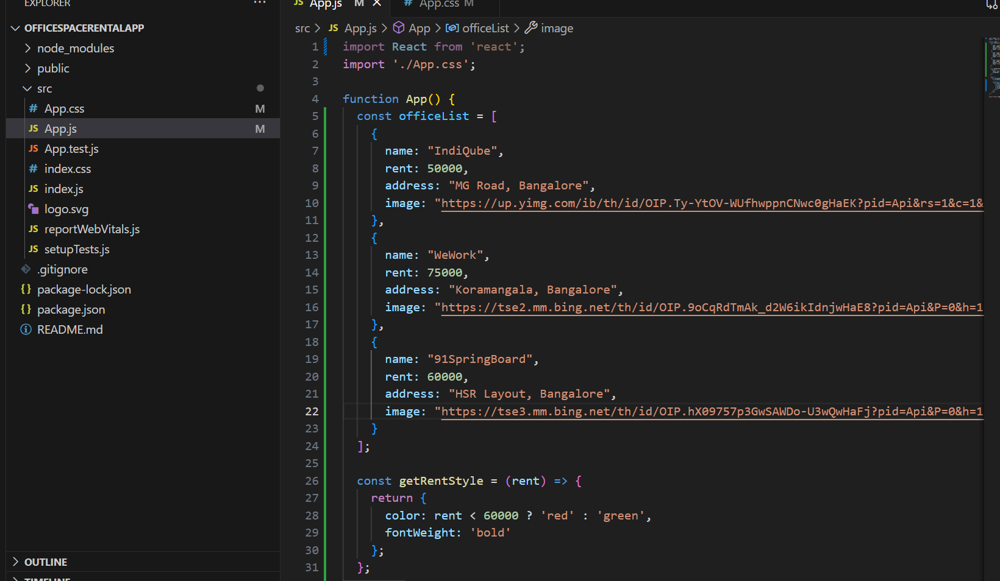 EXPLORER
OFFICESPACERENTALAPP
node_modules
public
src
# App.css M
JS App.js M
JS App.test.js
# index.css
JS index.js
logo.svg
JS reportWebVitals.js
JS setupTests.js
.gitignore
{} package-lock.json
{} package.json
README.md
OUTLINE
TIMELINE
JS App.js M
# App.css M
src > JS App.js > App > officeList > image
1 import React from 'react';
2 import './App.css';
3
4 function App() {
5 const officeList = [
6 {
7 name: "IndiQube",
8 rent: 50000,
9 address: "MG Road, Bangalore",
10 image: "https://up.yimg.com/ib/th/id/OIP.Ty-YtOV-WUfhwppnCNwc0gHaEK?pid=Api&rs=1&c=1&
11 },
12 {
13 name: "WeWork",
14 rent: 75000,
15 address: "Koramangala, Bangalore",
16 image: "https://tse2.mm.bing.net/th/id/OIP.9oCqRdTmAk_d2W6ikIdnjwHaE8?pid=Api&P=0&h=1
17 },
18 {
19 name: "91SpringBoard",
20 rent: 60000,
21 address: "HSR Layout, Bangalore",
22 image: "https://tse3.mm.bing.net/th/id/OIP.hX09757p3GwSAWDo-U3wQwHaFj?pid=Api&P=0&h=1
23 }
24 ];
25
26 const getRentStyle = (rent) => {
27 return {
28 color: rent < 60000 ? 'red' : 'green',
29 fontWeight: 'bold'
30 };
31 };